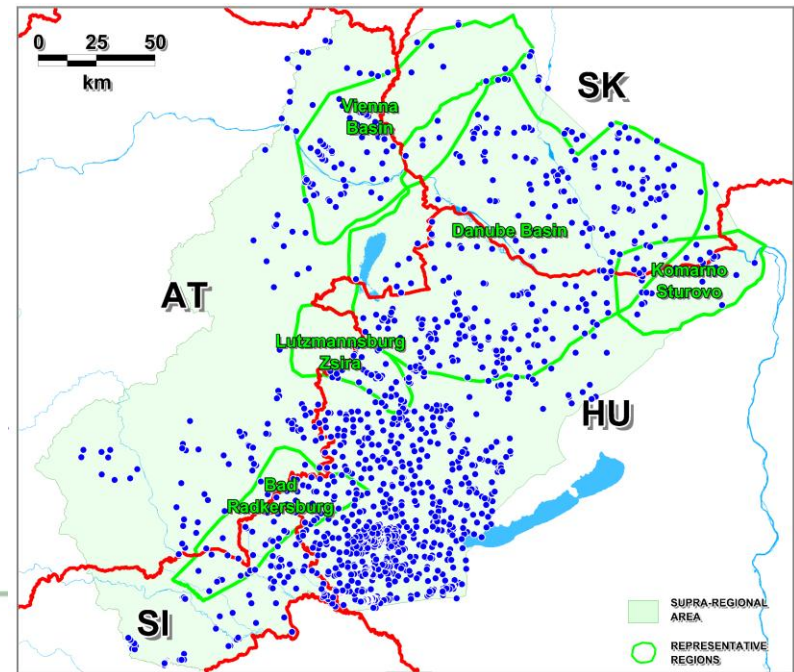 0 25 50
km
SK
Vienna
Basin
Danube Basin
Komarno
Sturovo
AT
Lutzmannsburg
Zsira
HU
Bad
Radkersburg
SI
SUPRA-REGIONAL
AREA
REPRESENTATIVE
REGIONS